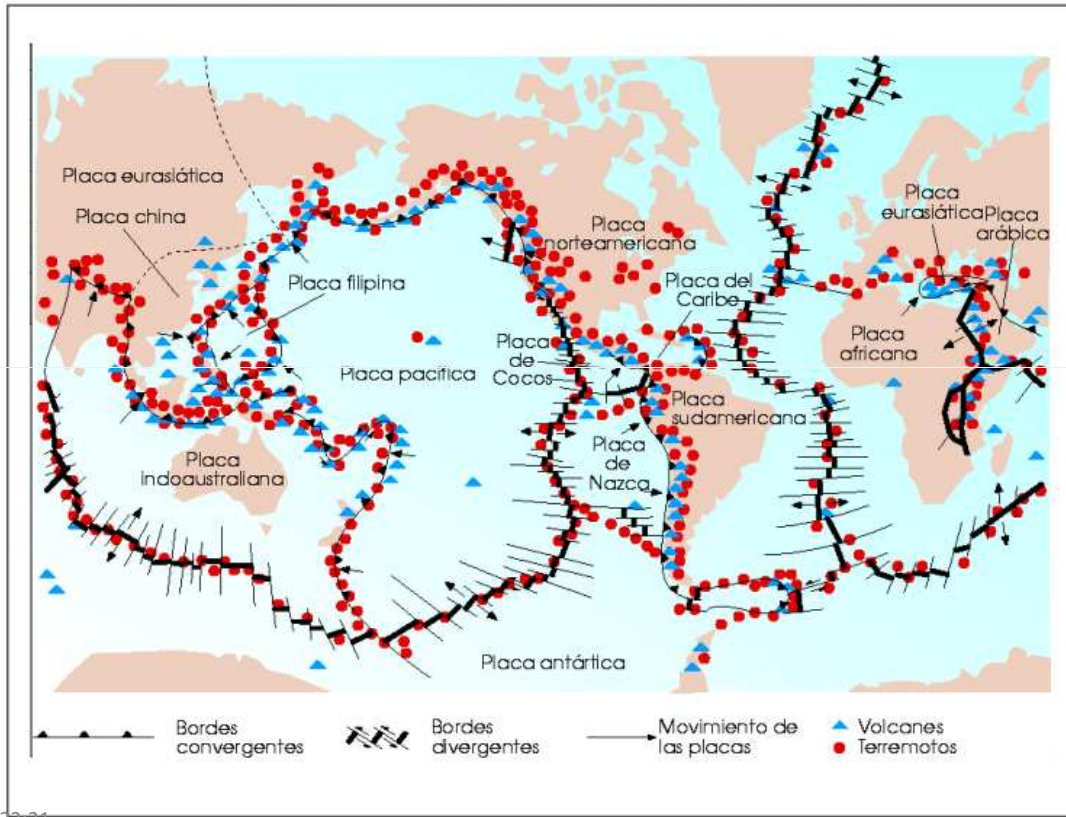 Placa eurasiática
Placa china
Placa filipina
Placa pacífica
Placa
indoaustraliana
Placa
norteamericana
Placa del
Caribe
Placa
de
Cocos
Placa
sudamericana
Placa
de
Nazca
Placa
eurasiática
Placa
arábica
Placa
africana
Placa antártica
Bordes
convergentes
Bordes
divergentes
Movimiento de
las placas
Volcanes
Terremotos